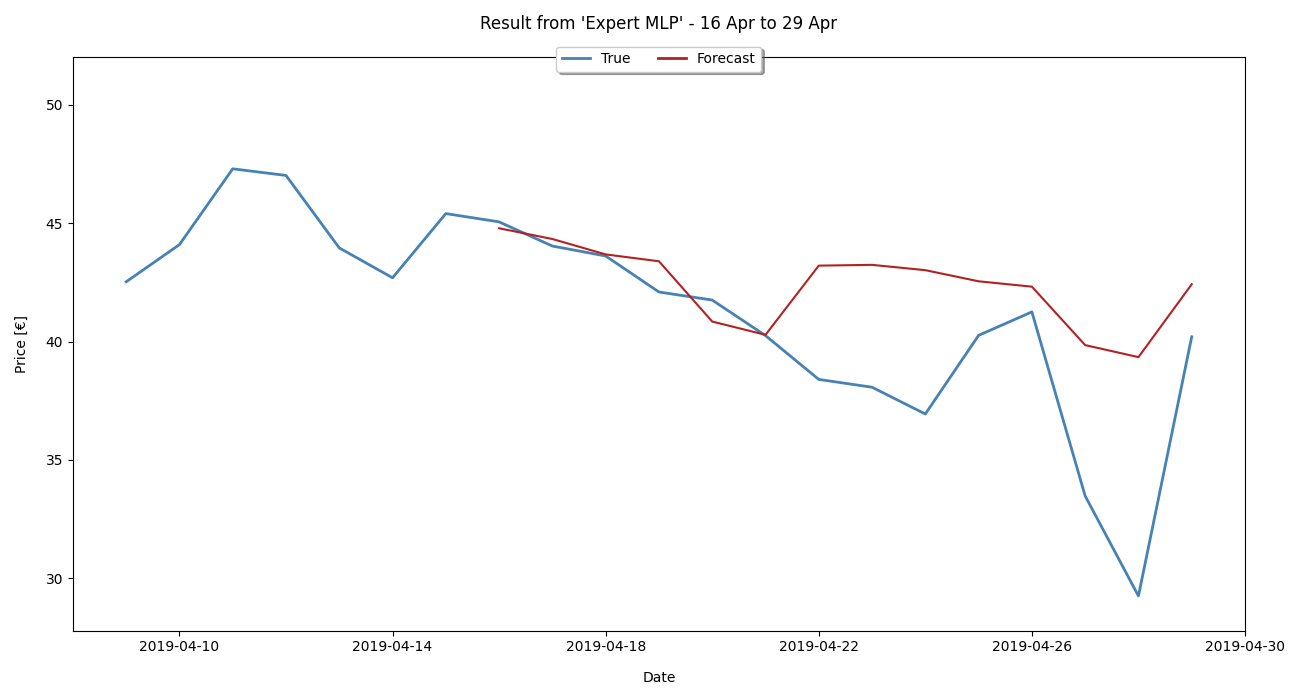 Result from 'Expert MLP' - 16 Apr to 29 Apr
True Forecast
50
45
40
35
30
Price [€]
2019-04-10 2019-04-14 2019-04-18 2019-04-22 2019-04-26 2019-04-30
Date